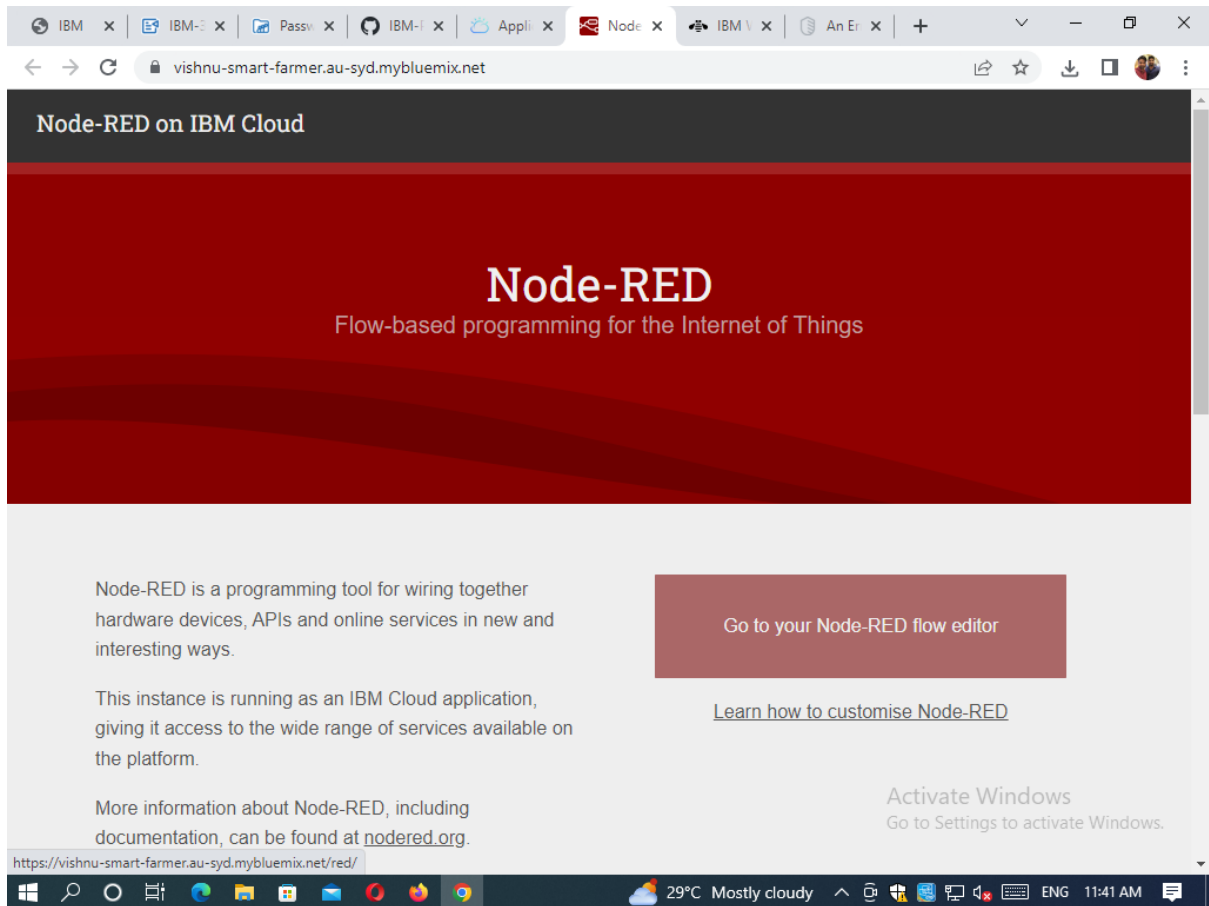 IBM
IBM-3
Passw
IBM-F
Appli
Node
IBM W
An Er
vishnu-smart-farmer.au-syd.mybluemix.net
Node-RED on IBM Cloud
Node-RED
Flow-based programming for the Internet of Things
Node-RED is a programming tool for wiring together
hardware devices, APIs and online services in new and
interesting ways.
This instance is running as an IBM Cloud application,
giving it access to the wide range of services available on
the platform.
More information about Node-RED, including
documentation, can be found at nodered.org.
Go to your Node-RED flow editor
Learn how to customise Node-RED
Activate Windows
Go to Settings to activate Windows.
https://vishnu-smart-farmer.au-syd.mybluemix.net/red/
29°C Mostly cloudy
ENG 11:41 AM